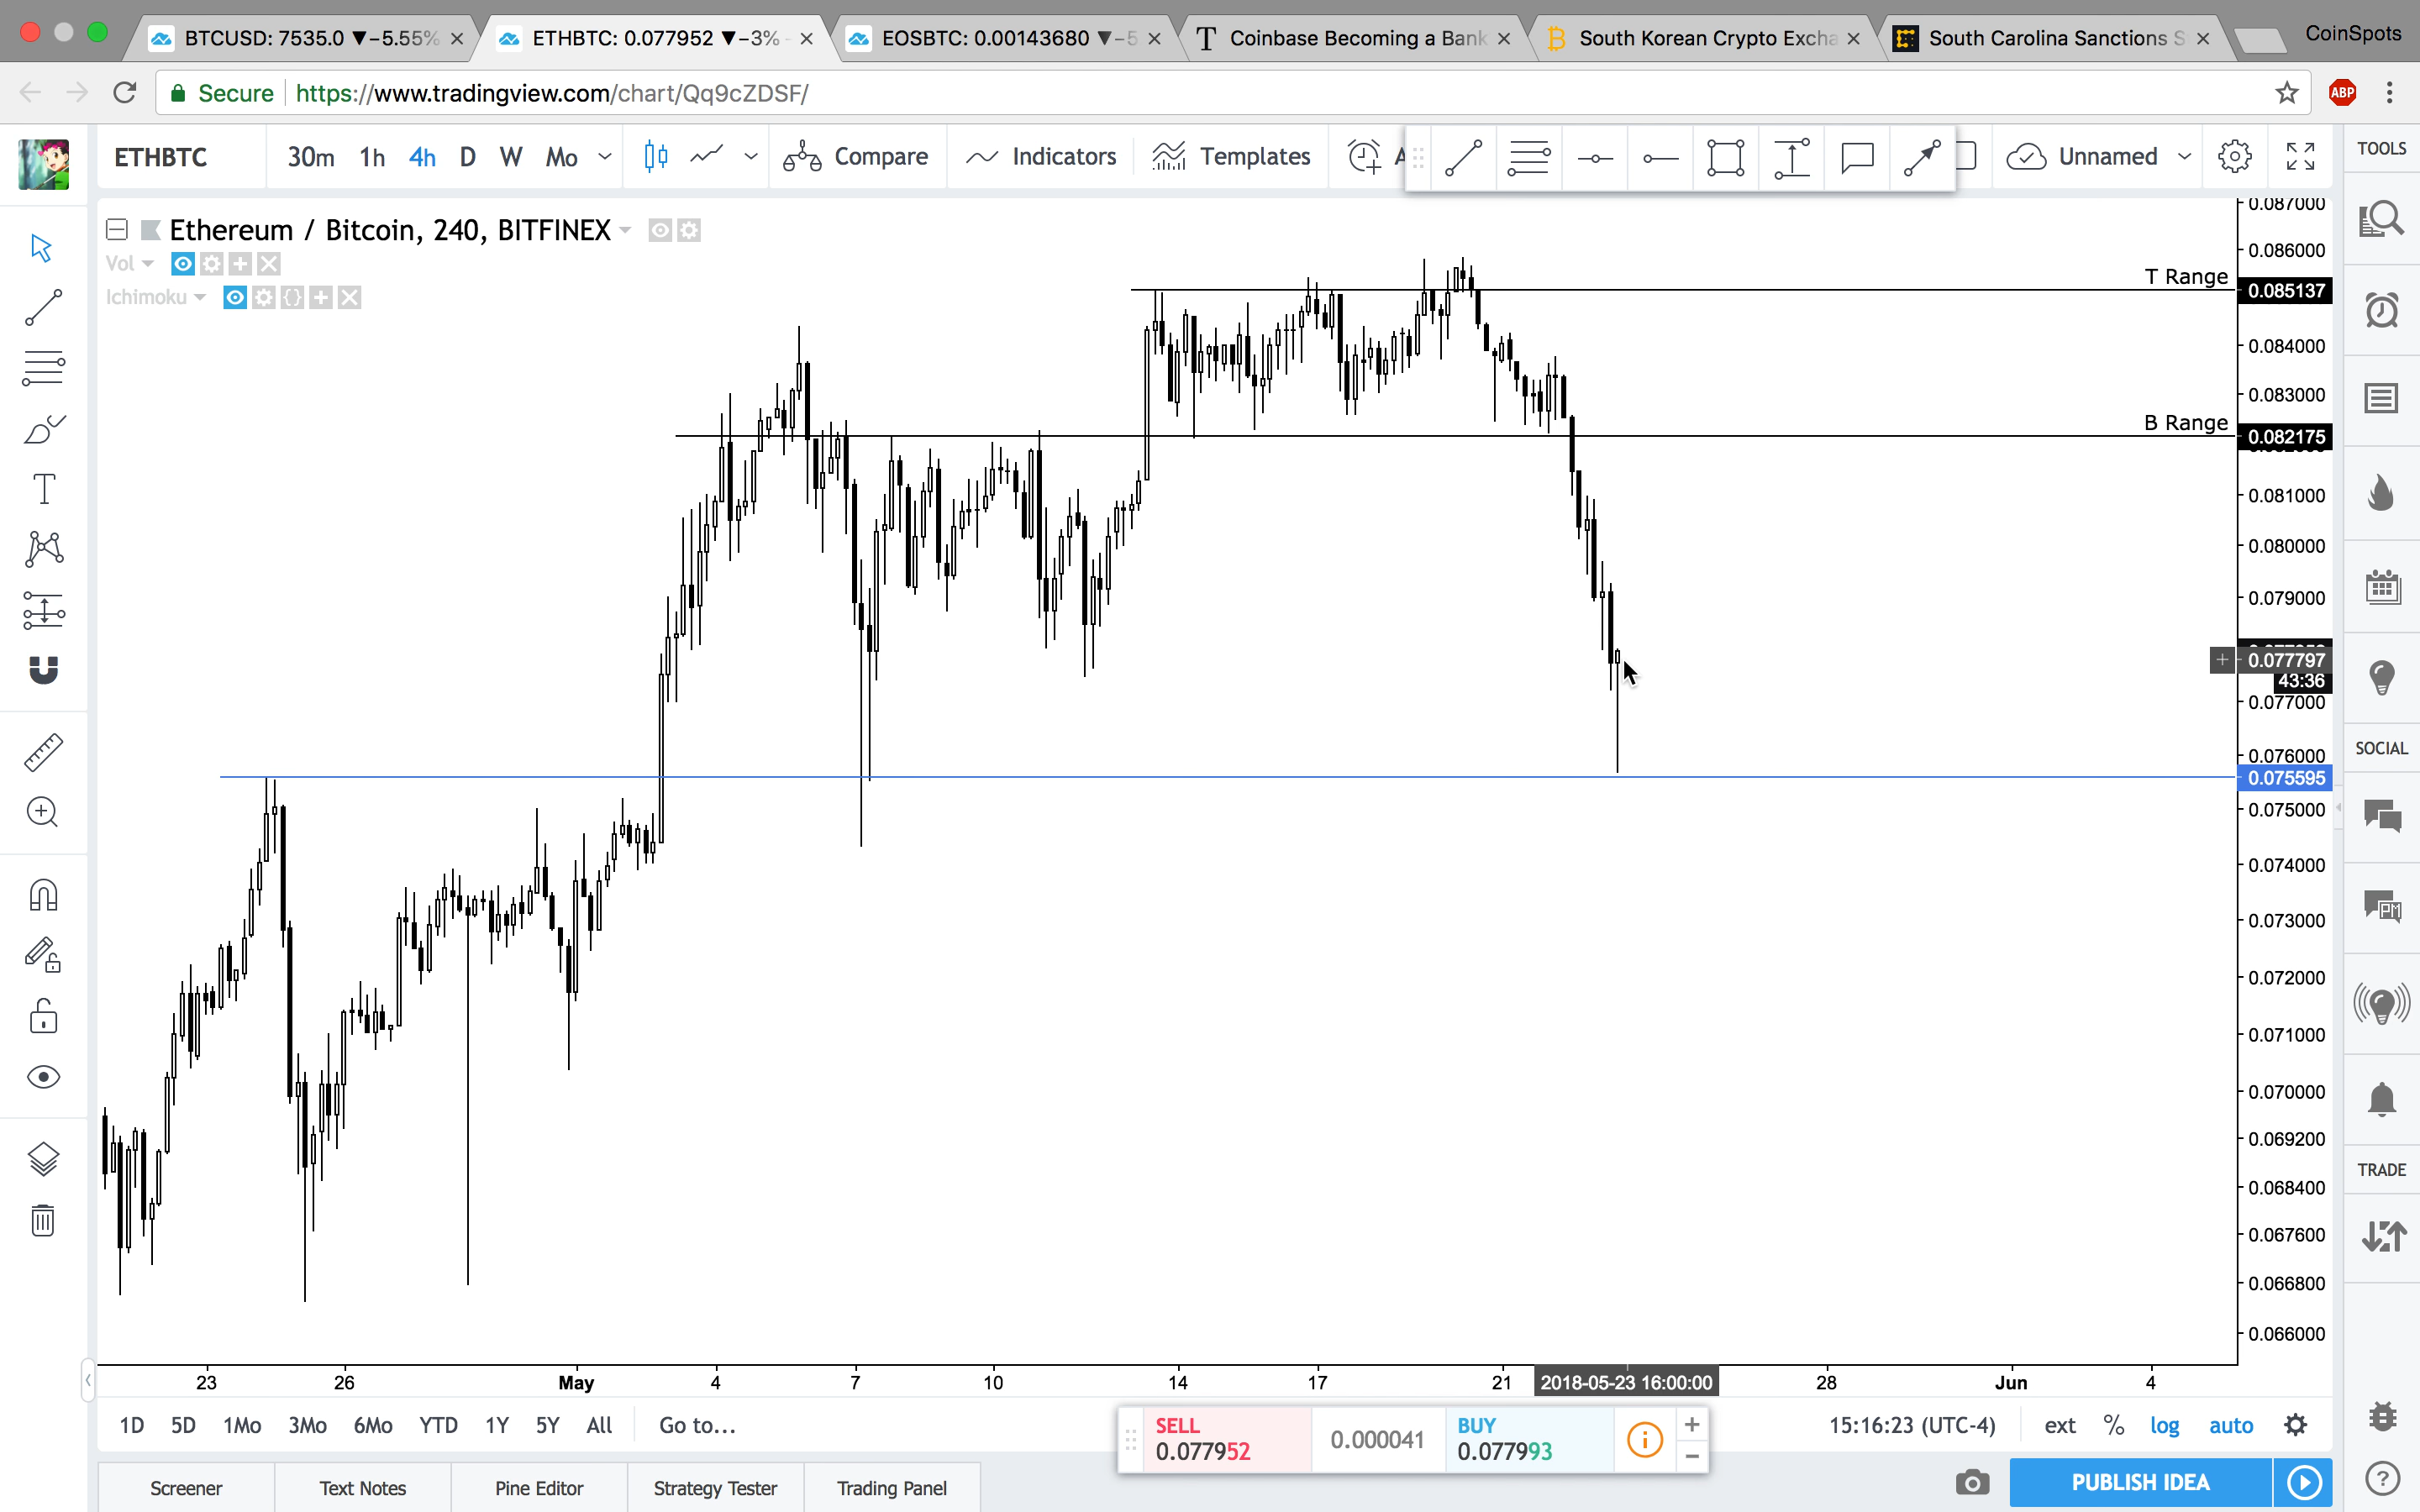 BTCUSD: 7535.0 ▼−5.55%
ETHBTC: 0.077952 ▼−3%
EOSBTC: 0.00143680 ▼−5
Coinbase Becoming a Bank
South Korean Crypto Excha
South Carolina Sanctions S
CoinSpots
Secure
https://www.tradingview.com/chart/Qq9cZDSF/
ABP
ETHBTC
30m 1h 4h D W Mo
Compare
Indicators
Templates
A
Unnamed
TOOLS
Ethereum / Bitcoin, 240, BITFINEX
Vol
Ichimoku
T Range
B Range
0.087000
0.086000
0.085137
0.084000
0.083000
0.082175
0.081000
0.080000
0.079000
0.077797
43:36
0.077000
0.076000
0.075595
0.075000
0.074000
0.073000
0.072000
0.071000
0.070000
0.069200
0.068400
0.067600
0.066800
0.066000
SOCIAL
PM
TRADE
23 26 May 4 7 10 14 17 21 2018-05-23 16:00:00 28 Jun 4
1D 5D 1Mo 3Mo 6Mo YTD 1Y 5Y All Go to...
SELL
0.077952
0.000041
BUY
0.077993
15:16:23 (UTC-4) ext % log auto
Screener
Text Notes
Pine Editor
Strategy Tester
Trading Panel
PUBLISH IDEA